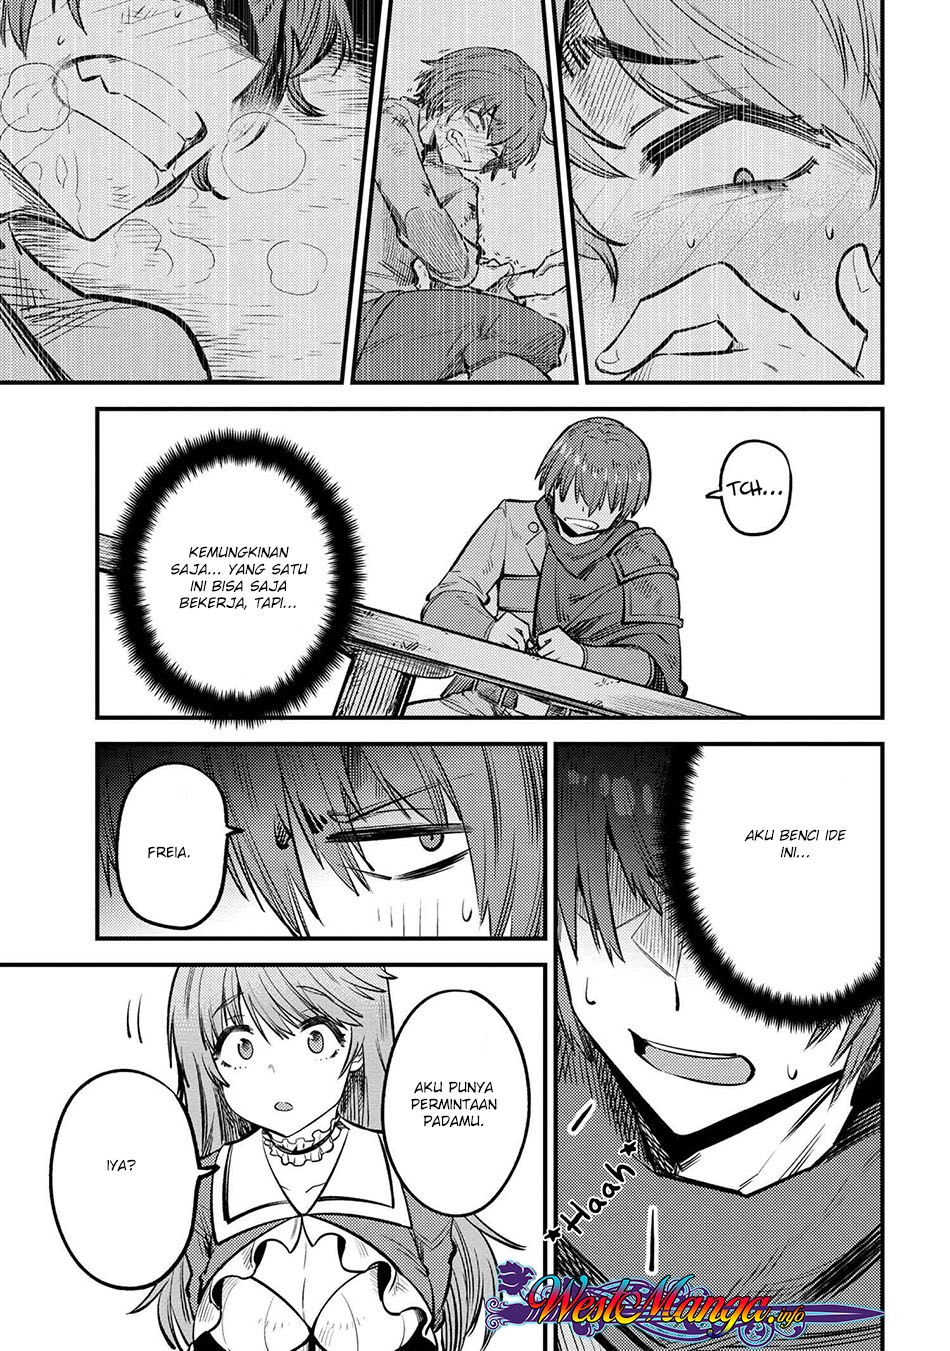 TCH...
KEMUNGKINAN
SAJA... YANG SATU
INI BISA SAJA
BEKERJA, TAPI...
AKU BENCI IDE
INI...
Haah
FREIA.
AKU PUNYA
PERMINTAAN
PADAMU.
IYA?
WestManga.info